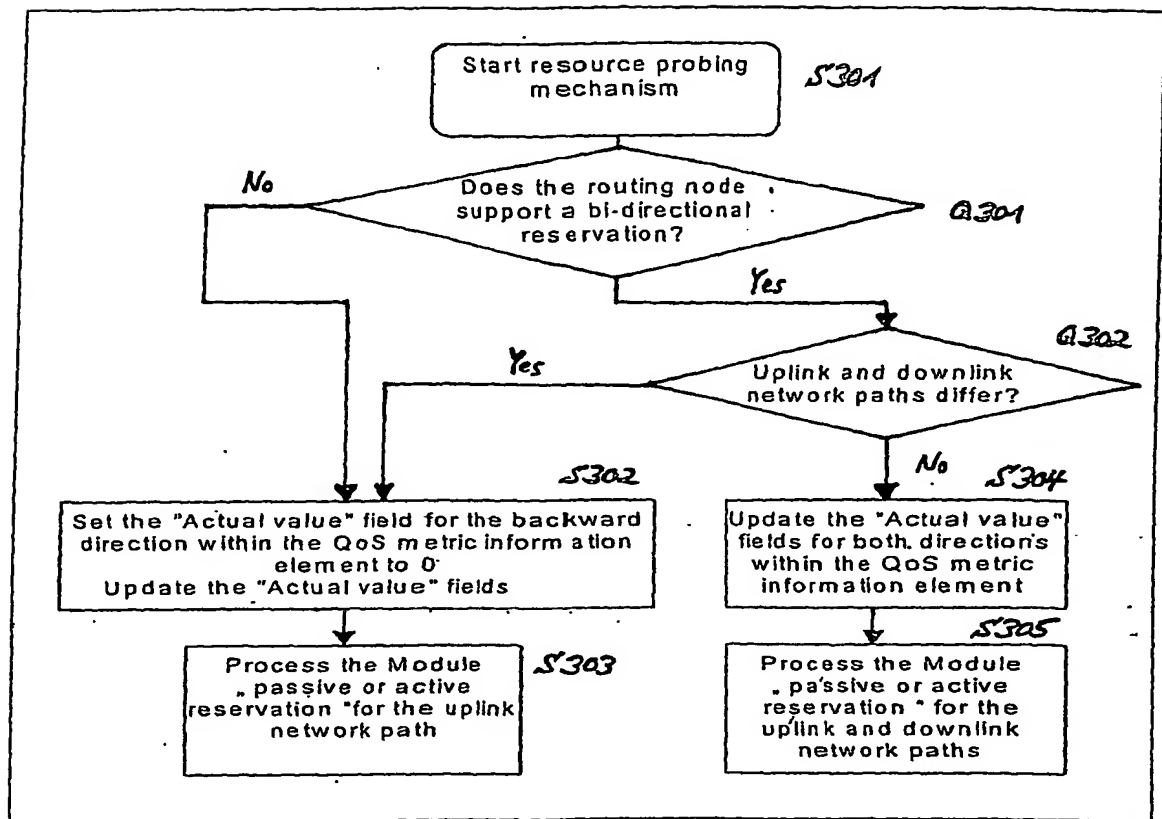 Start resource probing
mechanism
S301
No
Does the routing node
support a bi-directional
reservation?
Q301
Yes
Q302
Yes
Uplink and downlink
network paths differ?
No
S302
S304
Set the "Actual value" field for the backward
direction within the QoS metric information
element to 0
Update the "Actual value" fields
Update the "Actual value"
fields for both directions
within the QoS metric
information element
S303
S305
Process the Module
„ passive or active
reservation "for the uplink
network path
Process the Module
„ passive or active
reservation " for the
uplink and downlink
network paths